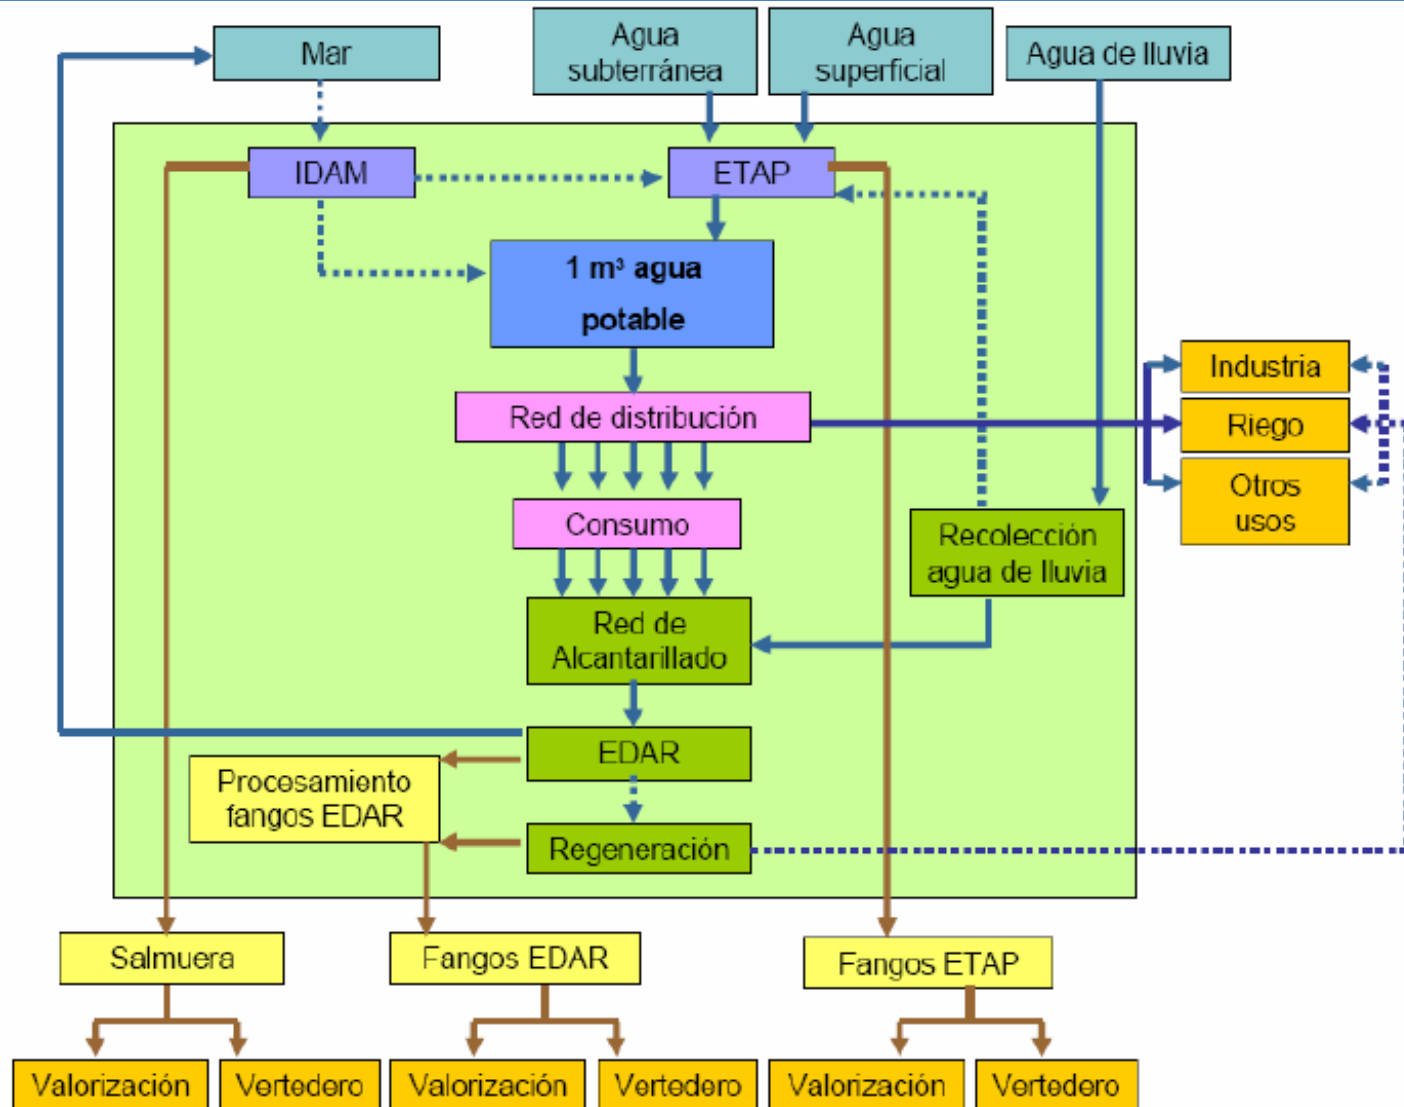 Mar
Agua
subterránea
Agua
superficial
Agua de lluvia
IDAM
ETAP
1 m³ agua
potable
Red de distribución
Industria
Riego
Otros
usos
Consumo
Recolección
agua de lluvia
Red de
Alcantarillado
EDAR
Procesamiento
fangos EDAR
Regeneración
Salmuera
Fangos EDAR
Fangos ETAP
Valorización
Vertedero
Valorización
Vertedero
Valorización
Vertedero